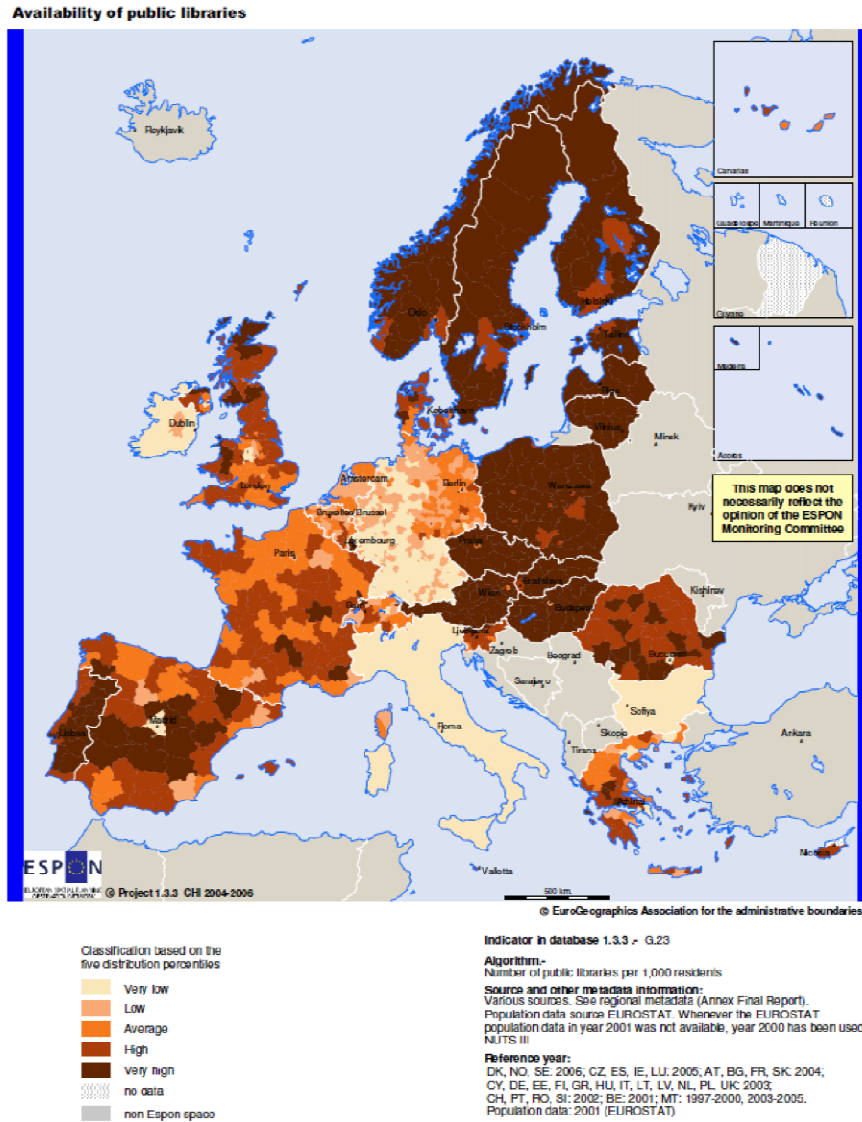 Availability of public libraries
Reykjavik
Canarias
Guadeloupe Martinique Reunion
Guyane
Madeira
Acores
Oslo
Helsinki
Stockholm
Tallinn
Riga
Vilnius
Minsk
København
Dublin
London
Amsterdam
Berlin
Warszawa
Bruxelles/Brussel
Luxembourg
Praha
Kyiv
Paris
Bern
Wien
Bratislava
Budapest
Kishinev
Ljubljana
Zagreb
Beograd
Bucuresti
Sarajevo
Sofiya
Skopje
Tirana
Roma
Madrid
Lisboa
Ankara
Athinai
Nicosia
Valletta
This map does not
necessarily reflect the
opinion of the ESPON
Monitoring Committee
ESPON
© Project 1.3.3 CHI 2004-2006
500 km.
© EuroGeographics Association for the administrative boundaries
Classification based on the
five distribution percentiles
Very low
Low
Average
High
Very high
no data
non Espon space
Indicator in database 1.3.3 .- G.23
Algorithm.-
Number of public libraries per 1,000 residents
Source and other metadata information:
Various sources. See regional metadata (Annex Final Report).
Population data source EUROSTAT. Whenever the EUROSTAT
population data in year 2001 was not available, year 2000 has been used
NUTS III
Reference year:
DK, NO, SE: 2006; CZ, ES, IE, LU: 2005; AT, BG, FR, SK: 2004;
CY, DE, EE, FI, GR, HU, IT, LT, LV, NL, PL, UK: 2003;
CH, PT, RO, SI: 2002; BE: 2001; MT: 1997-2000, 2003-2005.
Population data: 2001 (EUROSTAT)